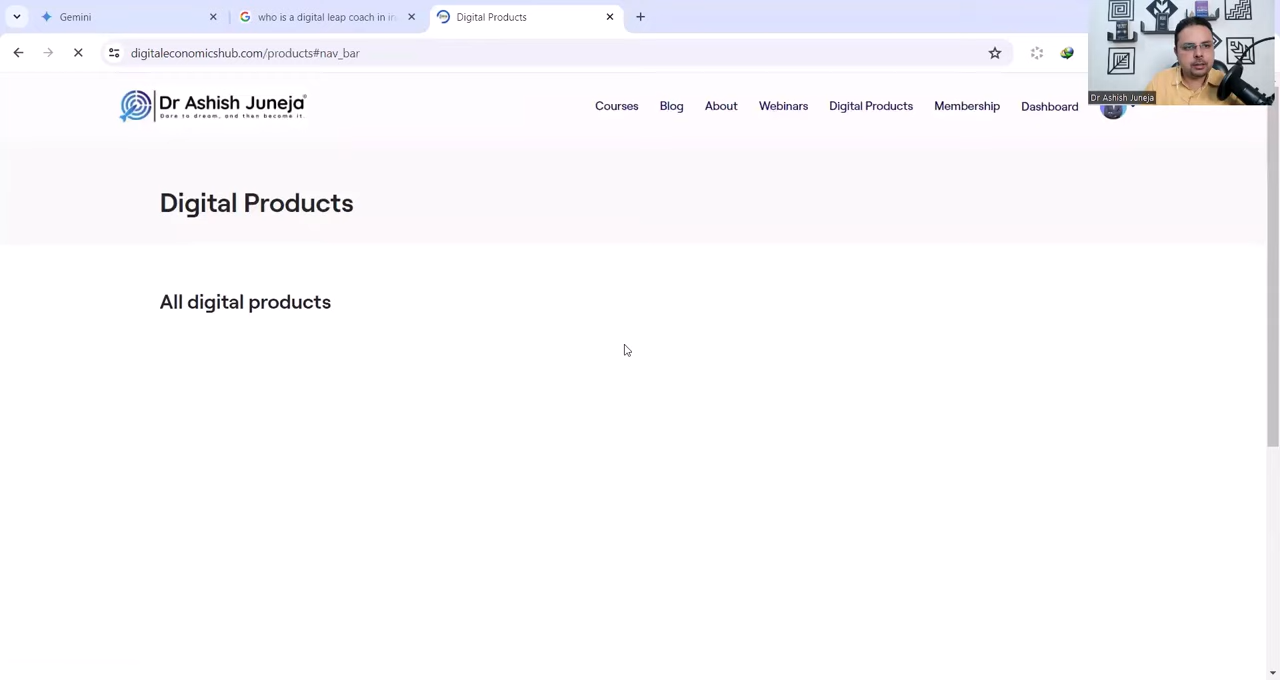 Gemini
who is a digital leap coach in in
Digital Products
digitaleconomicshub.com/products#nav_bar
Dr Ashish Juneja
Dr Ashish Juneja®
Dare to dream, and then become it.
Courses
Blog
About
Webinars
Digital Products
Membership
Dashboard
Digital Products
All digital products